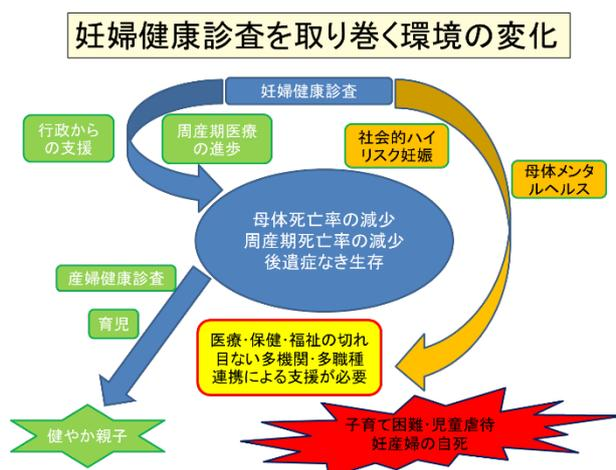 妊婦健康診査を取り巻く環境の変化
妊婦健康診査
行政から
の支援
周産期医療
の進歩
社会的ハイ
リスク妊娠
母体メンタ
ルヘルス
母体死亡率の減少
周産期死亡率の減少
後遺症なき生存
産婦健康診査
育児
医療・保健・福祉の切れ
目ない多機関・多職種
連携による支援が必要
健やか親子
子育て困難・児童虐待
妊産婦の自死